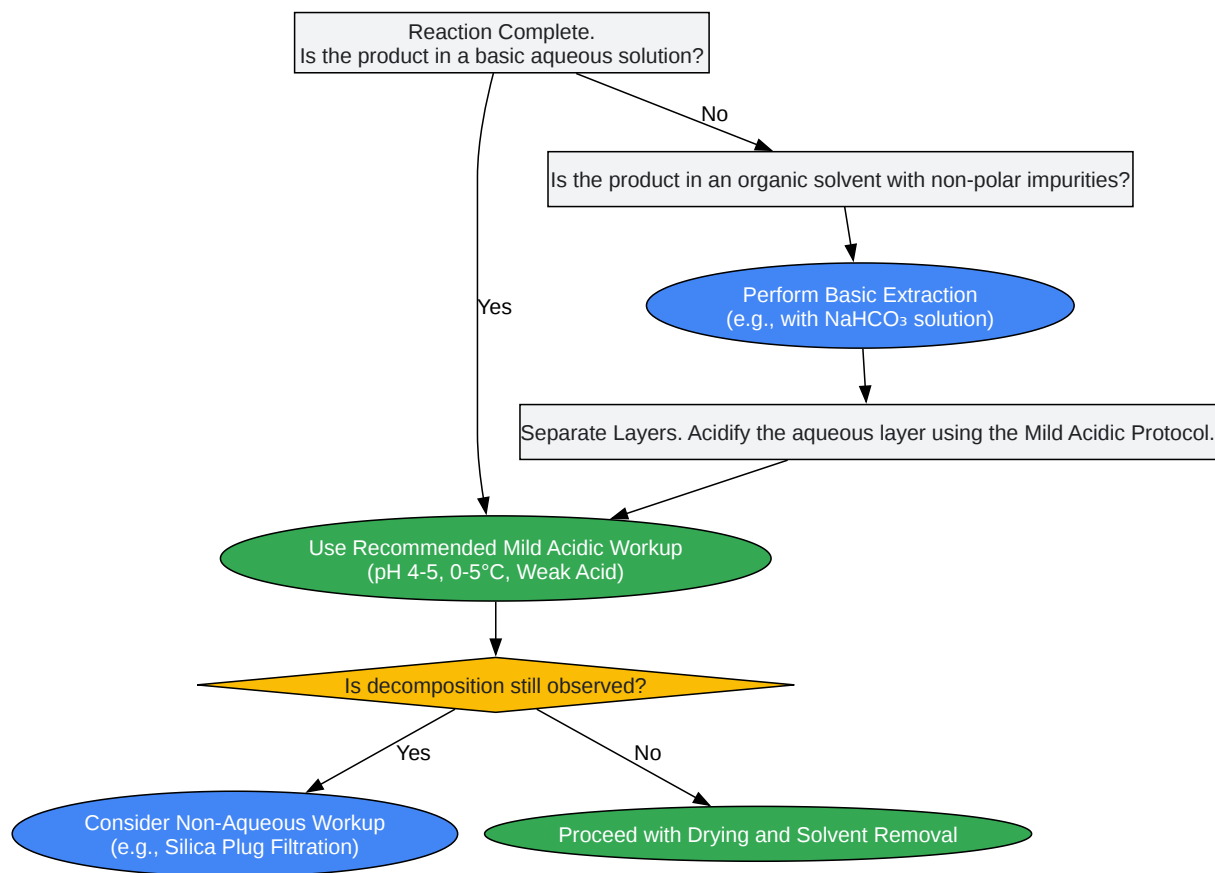 Reaction Complete.
Is the product in a basic aqueous solution?
No
Is the product in an organic solvent with non-polar impurities?
Perform Basic Extraction
(e.g., with NaHCO₃ solution)
Yes
Separate Layers. Acidify the aqueous layer using the Mild Acidic Protocol.
Use Recommended Mild Acidic Workup
(pH 4-5, 0-5°C, Weak Acid)
Is decomposition still observed?
Yes
No
Consider Non-Aqueous Workup
(e.g., Silica Plug Filtration)
Proceed with Drying and Solvent Removal